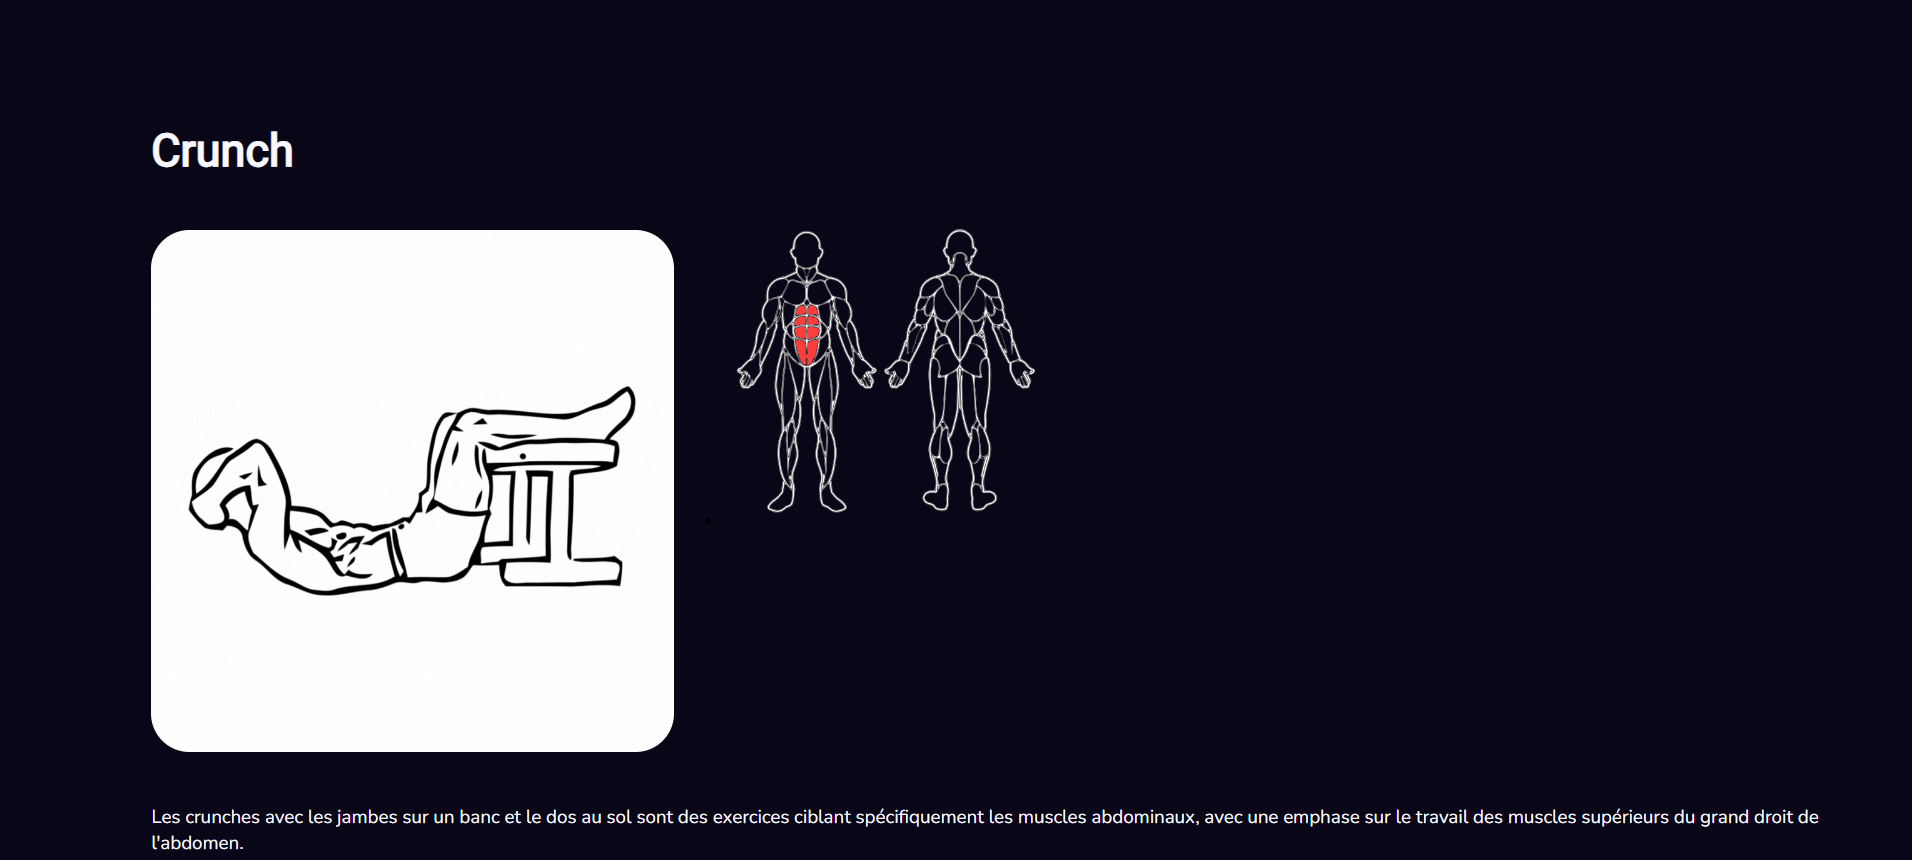 Crunch
Les crunches avec les jambes sur un banc et le dos au sol sont des exercices ciblant spécifiquement les muscles abdominaux, avec une emphase sur le travail des muscles supérieurs du grand droit de
l'abdomen.